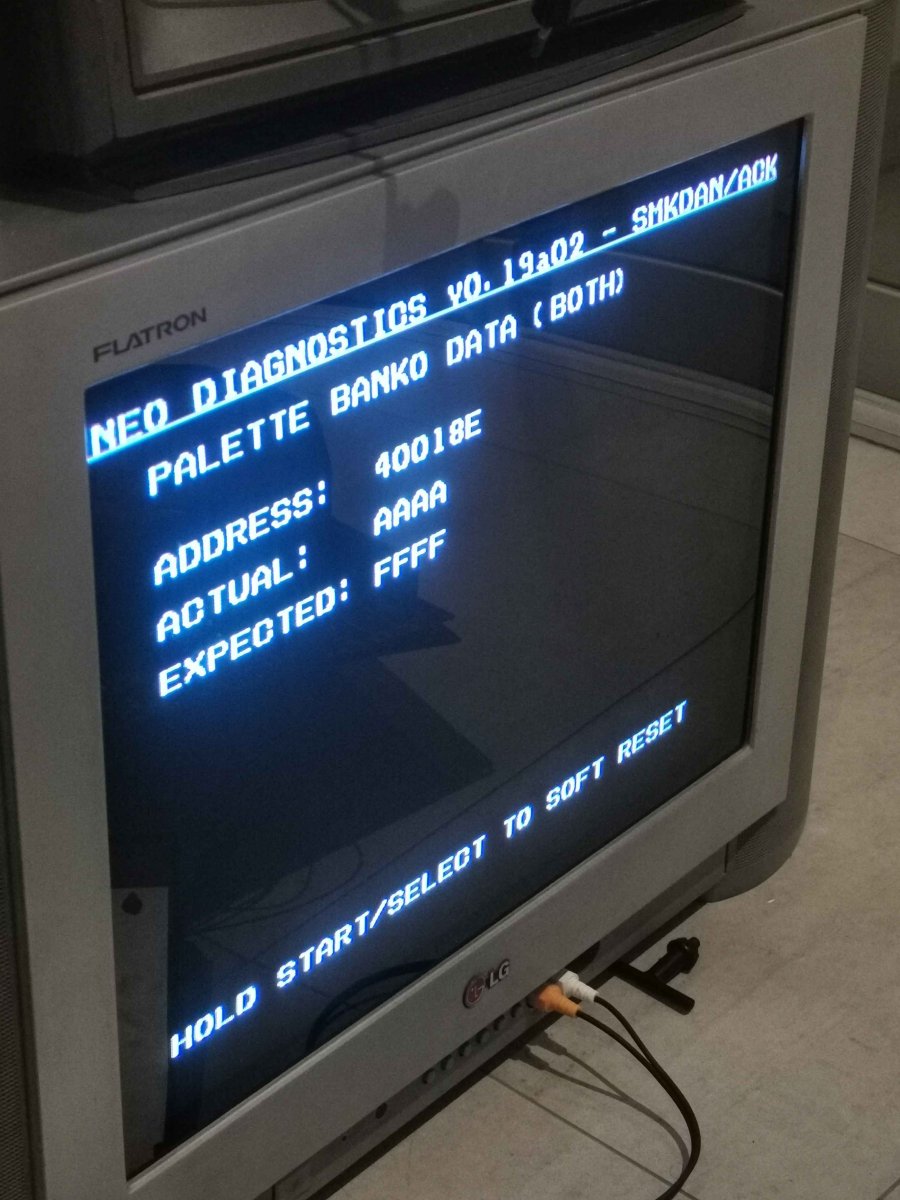 FLATRON
NEO DIAGNOSTICS v0.19a02 - SMKDAN/ACK
PALETTE BANK0 DATA (BOTH)
ADDRESS: 40018E
ACTUAL: AAAA
EXPECTED: FFFF
HOLD START/SELECT TO SOFT RESET
LG